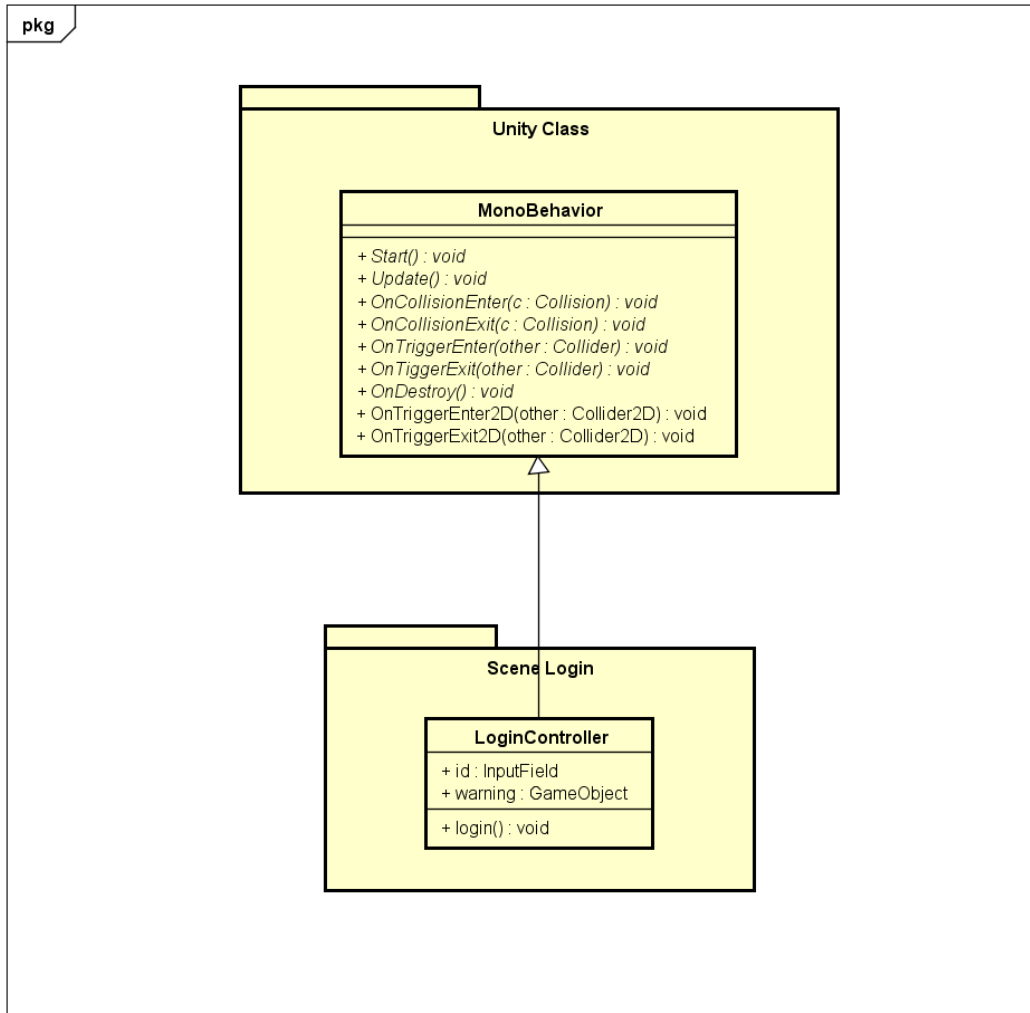 pkg
Unity Class
MonoBehavior
+ Start() : void
+ Update() : void
+ OnCollisionEnter(c : Collision) : void
+ OnCollisionExit(c : Collision) : void
+ OnTriggerEnter(other : Collider) : void
+ OnTiggerExit(other : Collider) : void
+ OnDestroy() : void
+ OnTriggerEnter2D(other : Collider2D) : void
+ OnTriggerExit2D(other : Collider2D) : void
Scene Login
LoginController
+ id : InputField
+ warning : GameObject
+ login() : void